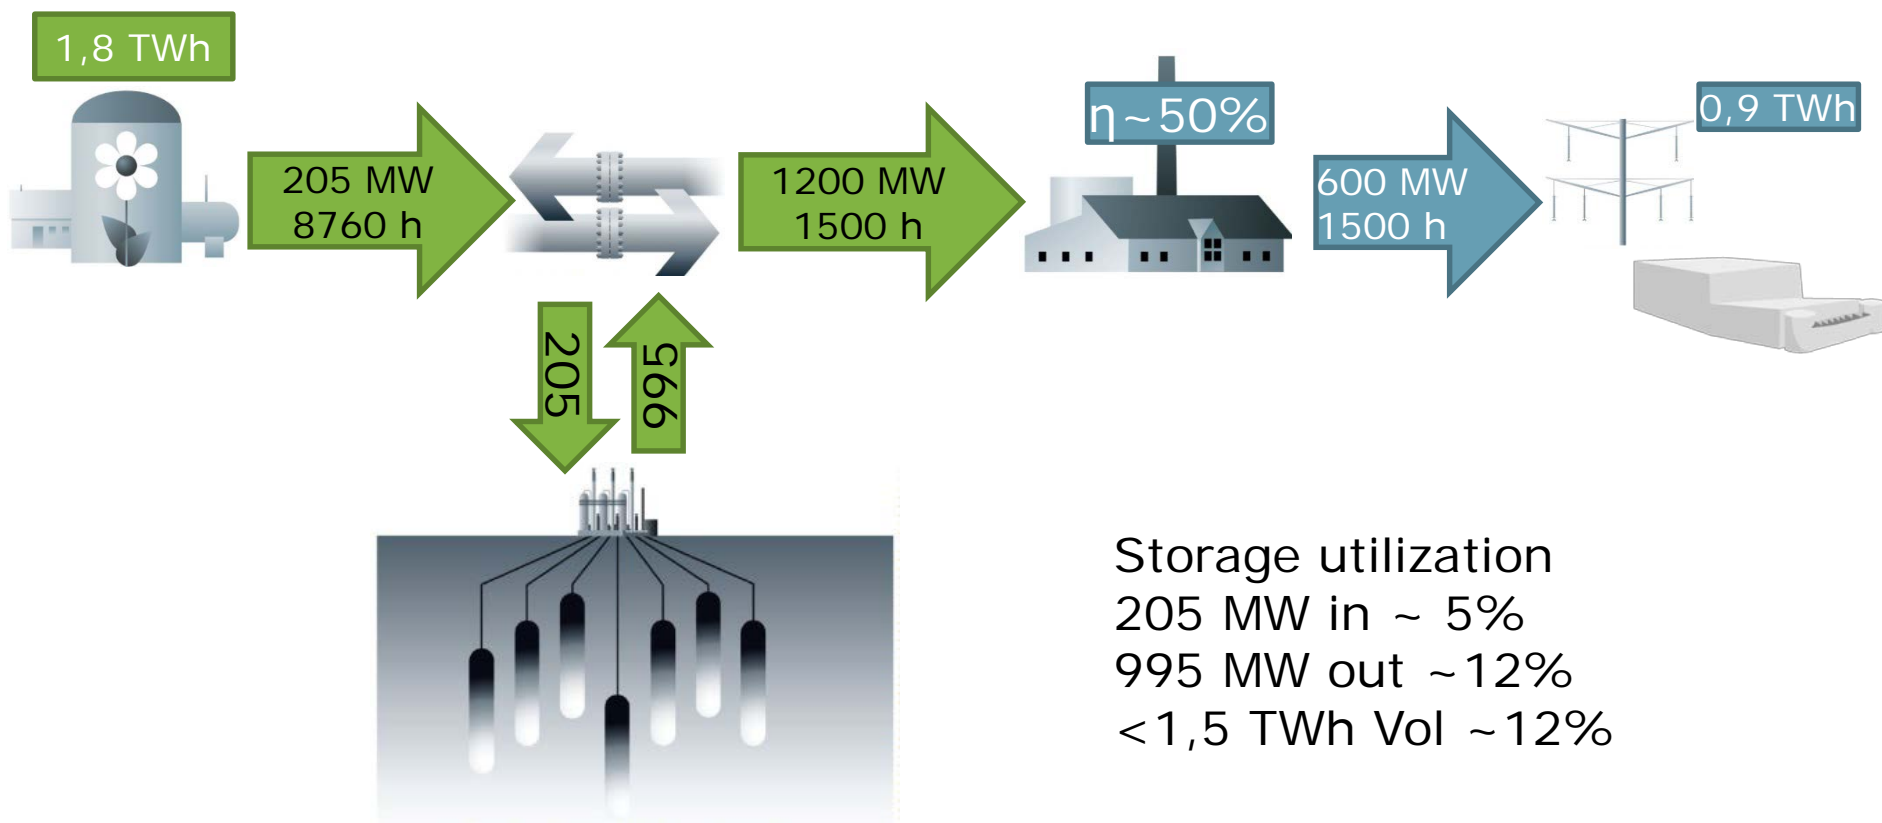 1,8 TWh
205 MW
8760 h
1200 MW
1500 h
η~50%
600 MW
1500 h
0,9 TWh
205
995
Storage utilization
205 MW in ~ 5%
995 MW out ~12%
<1,5 TWh Vol ~12%